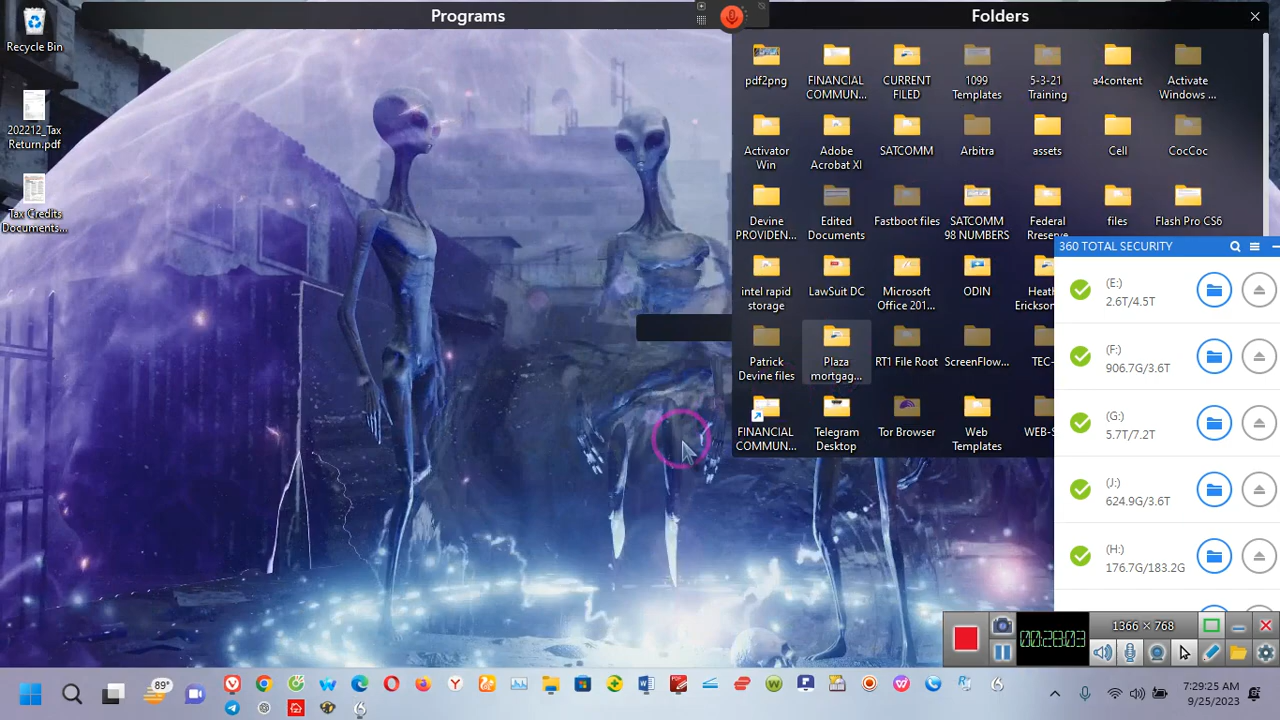 Programs
Folders
Recycle Bin
202212_Tax
Return.pdf
Tax Credits
Documents...
pdf2png
FINANCIAL
COMMUN...
CURRENT
FILED
1099
Templates
5-3-21
Training
a4content
Activate
Windows ...
Activator
Win
Adobe
Acrobat XI
SATCOMM
Arbitra
assets
Cell
CocCoc
Devine
PROVIDEN...
Edited
Documents
Fastboot files
SATCOMM
98 NUMBERS
Federal
Rreserve
files
Flash Pro CS6
intel rapid
storage
LawSuit DC
Microsoft
Office 201...
ODIN
Heath
Erickson
Patrick
Devine files
Plaza
mortgag...
RT1 File Root
ScreenFlow...
TEC-
FINANCIAL
COMMUN...
Telegram
Desktop
Tor Browser
Web
Templates
WEB-S
360 TOTAL SECURITY
(E:)
2.6T/4.5T
(F:)
906.7G/3.6T
(G:)
5.7T/7.2T
(J:)
624.9G/3.6T
(H:)
176.7G/183.2G
00:28:03
1366 × 768
89°
7:29:25 AM
9/25/2023